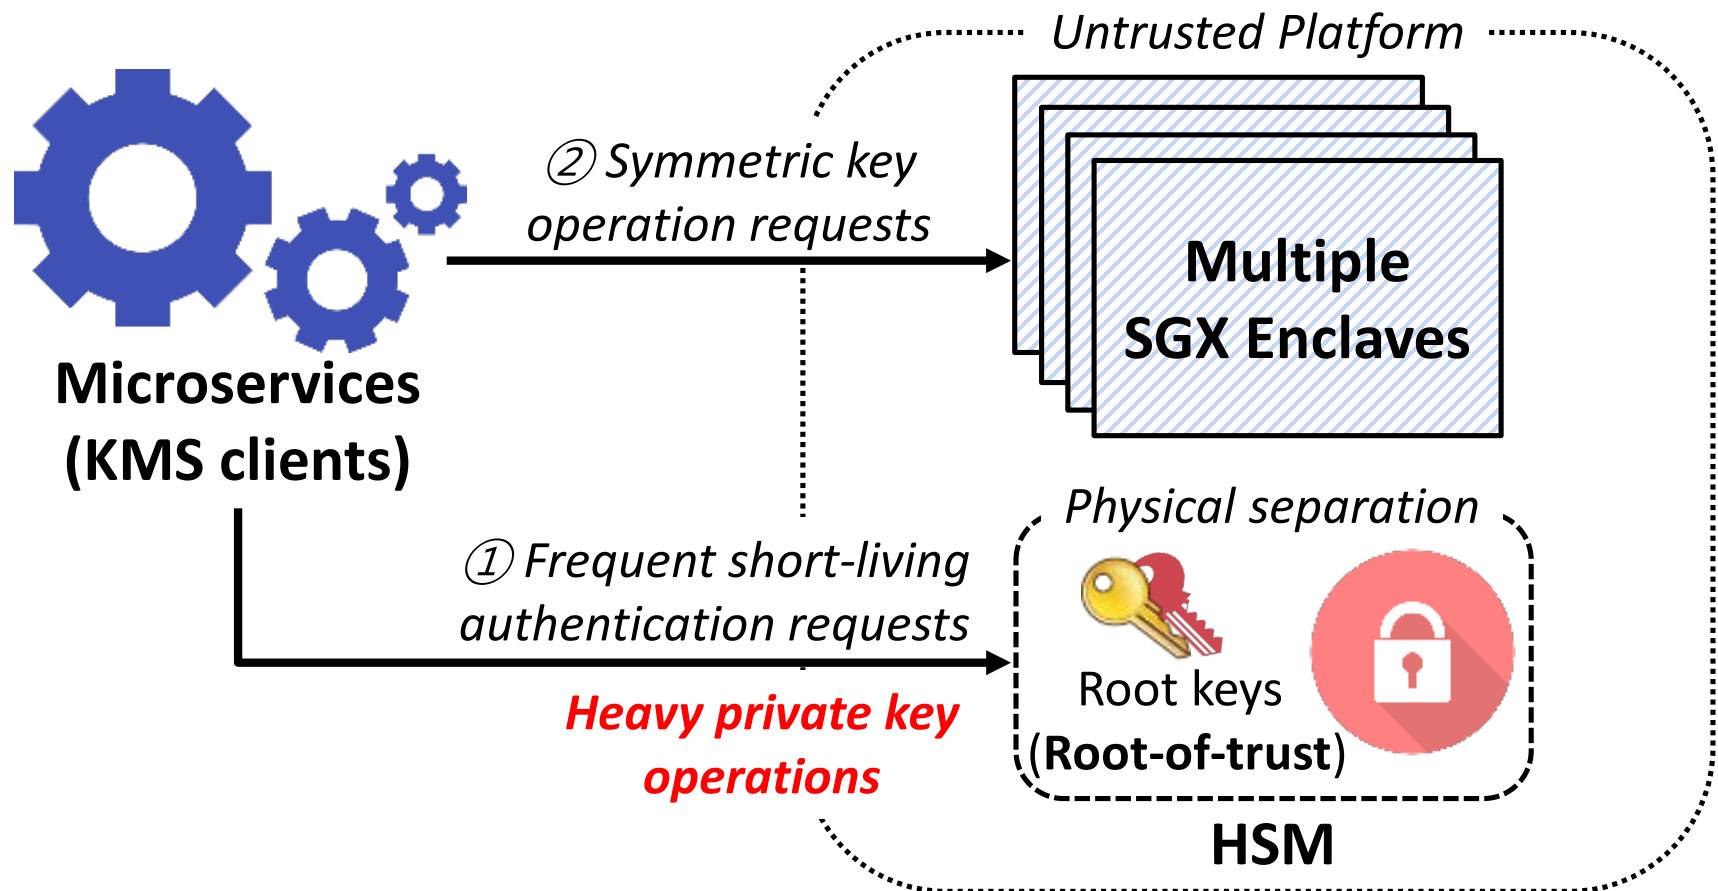 Untrusted Platform
② Symmetric key
operation requests
Multiple
SGX Enclaves
Microservices
(KMS clients)
Physical separation
① Frequent short-living
authentication requests
Root keys
(Root-of-trust)
Heavy private key
operations
HSM